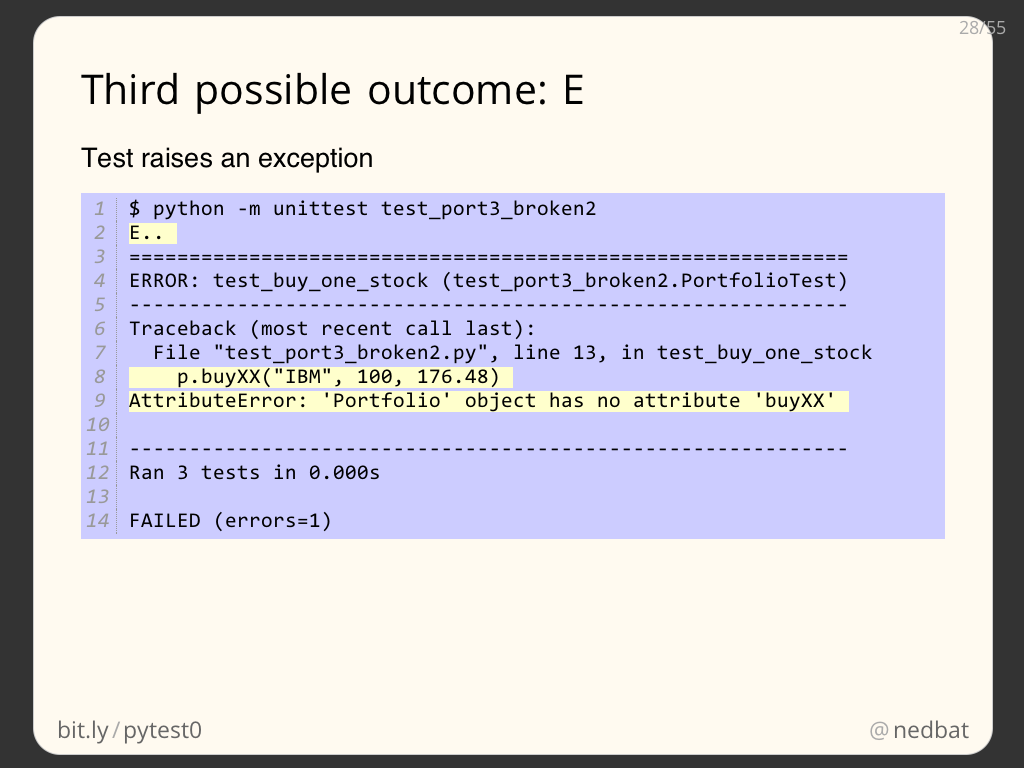 28/55
Third possible outcome: E
Test raises an exception
1 $ python -m unittest test_port3_broken2
2 E..
3 ============================================================
4 ERROR: test_buy_one_stock (test_port3_broken2.PortfolioTest)
5 ------------------------------------------------------------
6 Traceback (most recent call last):
7   File "test_port3_broken2.py", line 13, in test_buy_one_stock
8     p.buyXX("IBM", 100, 176.48)
9 AttributeError: 'Portfolio' object has no attribute 'buyXX'
10
11 ------------------------------------------------------------
12 Ran 3 tests in 0.000s
13
14 FAILED (errors=1)
bit.ly/pytest0
@nedbat